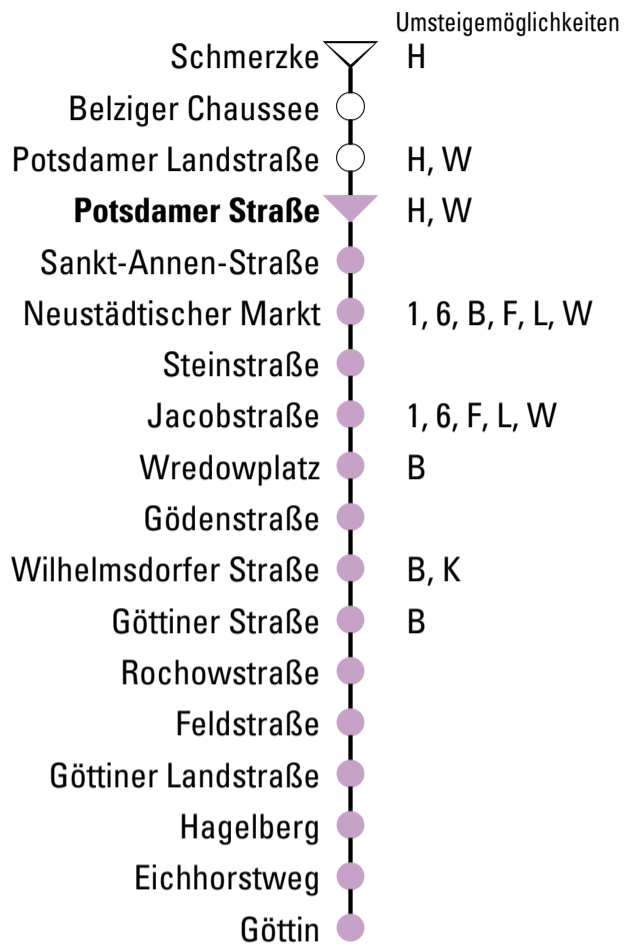 Umsteigemöglichkeiten
Schmerzke H
Belziger Chaussee
Potsdamer Landstraße H, W
Potsdamer Straße H, W
Sankt-Annen-Straße
Neustädtischer Markt 1, 6, B, F, L, W
Steinstraße
Jacobstraße 1, 6, F, L, W
Wredowplatz B
Gödenstraße
Wilhelmsdorfer Straße B, K
Göttiner Straße B
Rochowstraße
Feldstraße
Göttiner Landstraße
Hagelberg
Eichhorstweg
Göttin